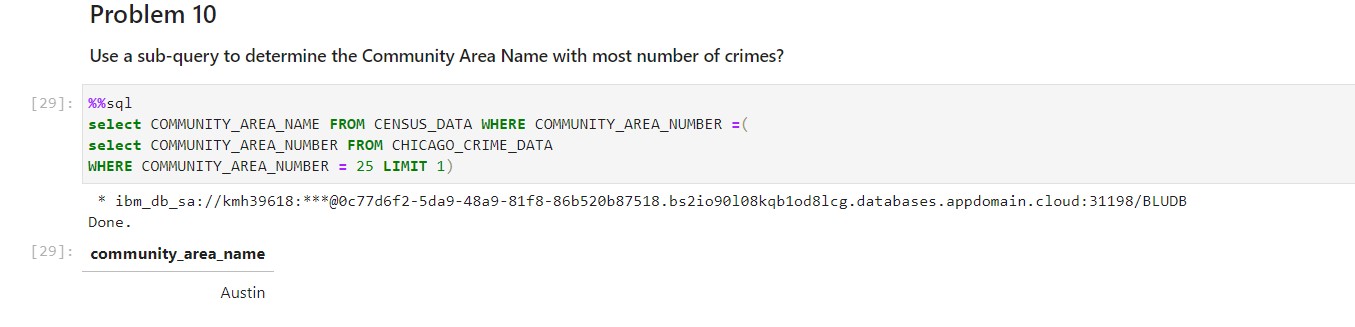 Problem 10
Use a sub-query to determine the Community Area Name with most number of crimes?
[29]: %%sql
select COMMUNITY_AREA_NAME FROM CENSUS_DATA WHERE COMMUNITY_AREA_NUMBER =(
select COMMUNITY_AREA_NUMBER FROM CHICAGO_CRIME_DATA
WHERE COMMUNITY_AREA_NUMBER = 25 LIMIT 1)
* ibm_db_sa://kmh39618:***@0c77d6f2-5da9-48a9-81f8-86b520b87518.bs2io90l08kqb1od8lcg.databases.appdomain.cloud:31198/BLUDB
Done.
[29]: community_area_name
Austin